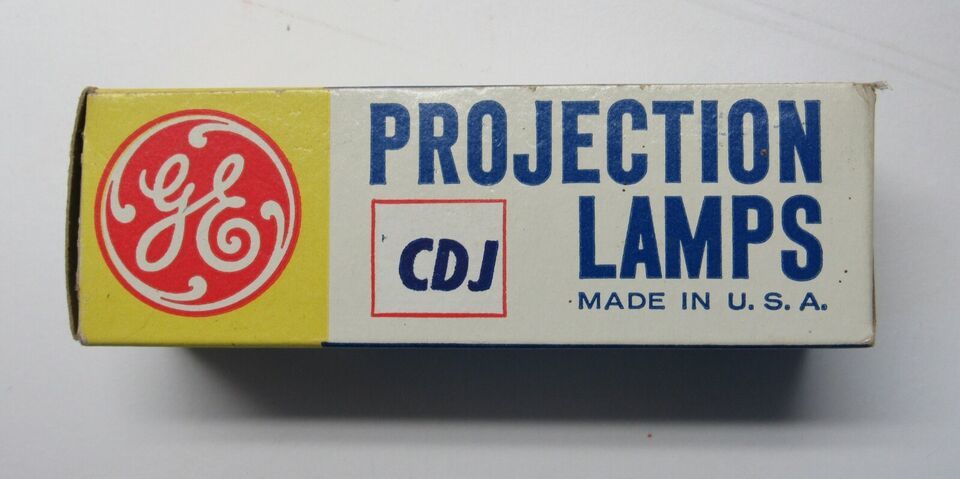 GE
PROJECTION
LAMPS
CDJ
MADE IN U. S. A.